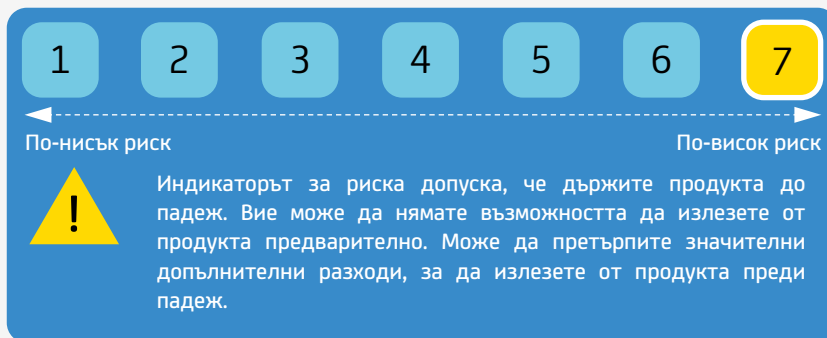 1 2 3 4 5 6 7
По-нисък риск По-висок риск
!
Индикаторът за риска допуска, че държите продукта до
падеж. Вие може да нямате възможността да излезете от
продукта предварително. Може да претърпите значителни
допълнителни разходи, за да излезете от продукта преди
падеж.